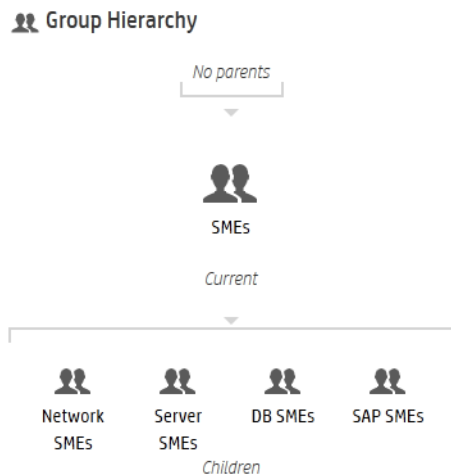 Group Hierarchy
No parents
SMEs
Current
Network SMEs
Server SMEs
DB SMEs
SAP SMEs
Children